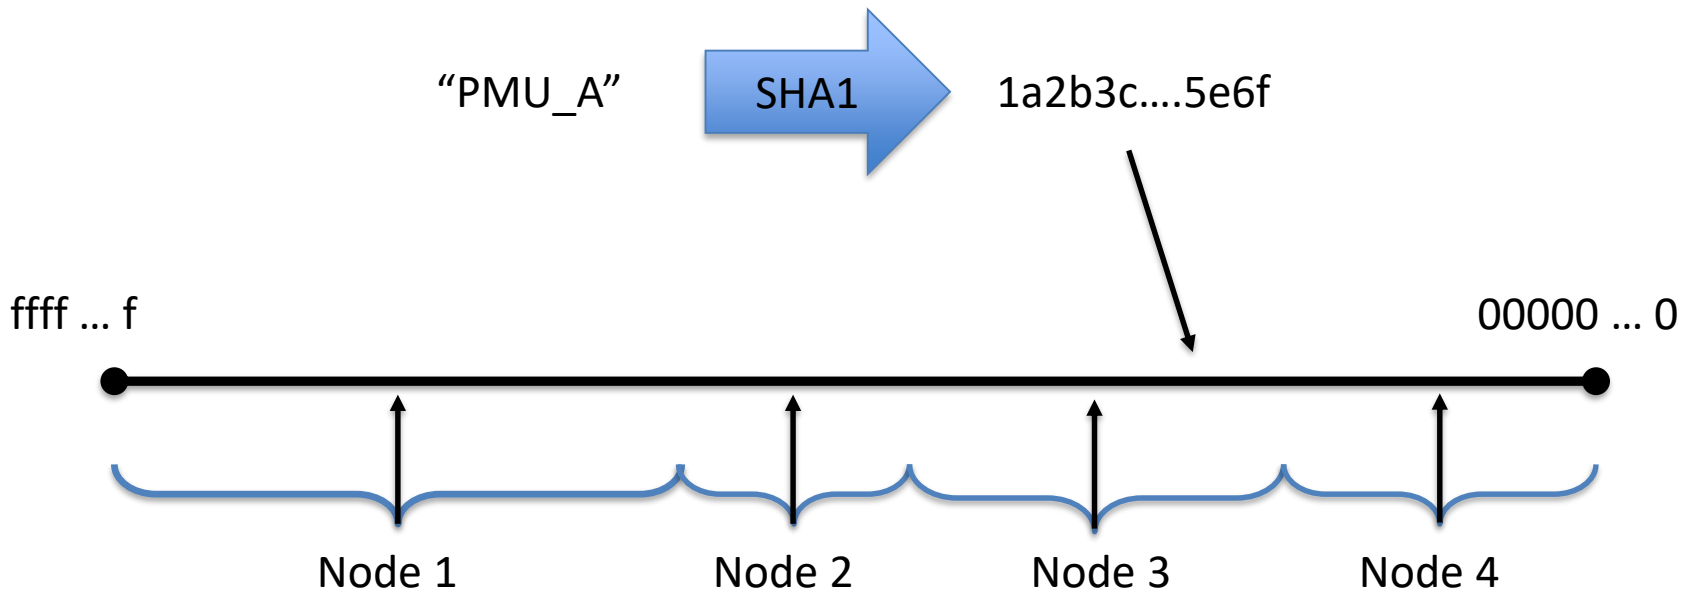 “PMU_A” SHA1 1a2b3c....5e6f
ffff ... f 00000 ... 0
Node 1 Node 2 Node 3 Node 4